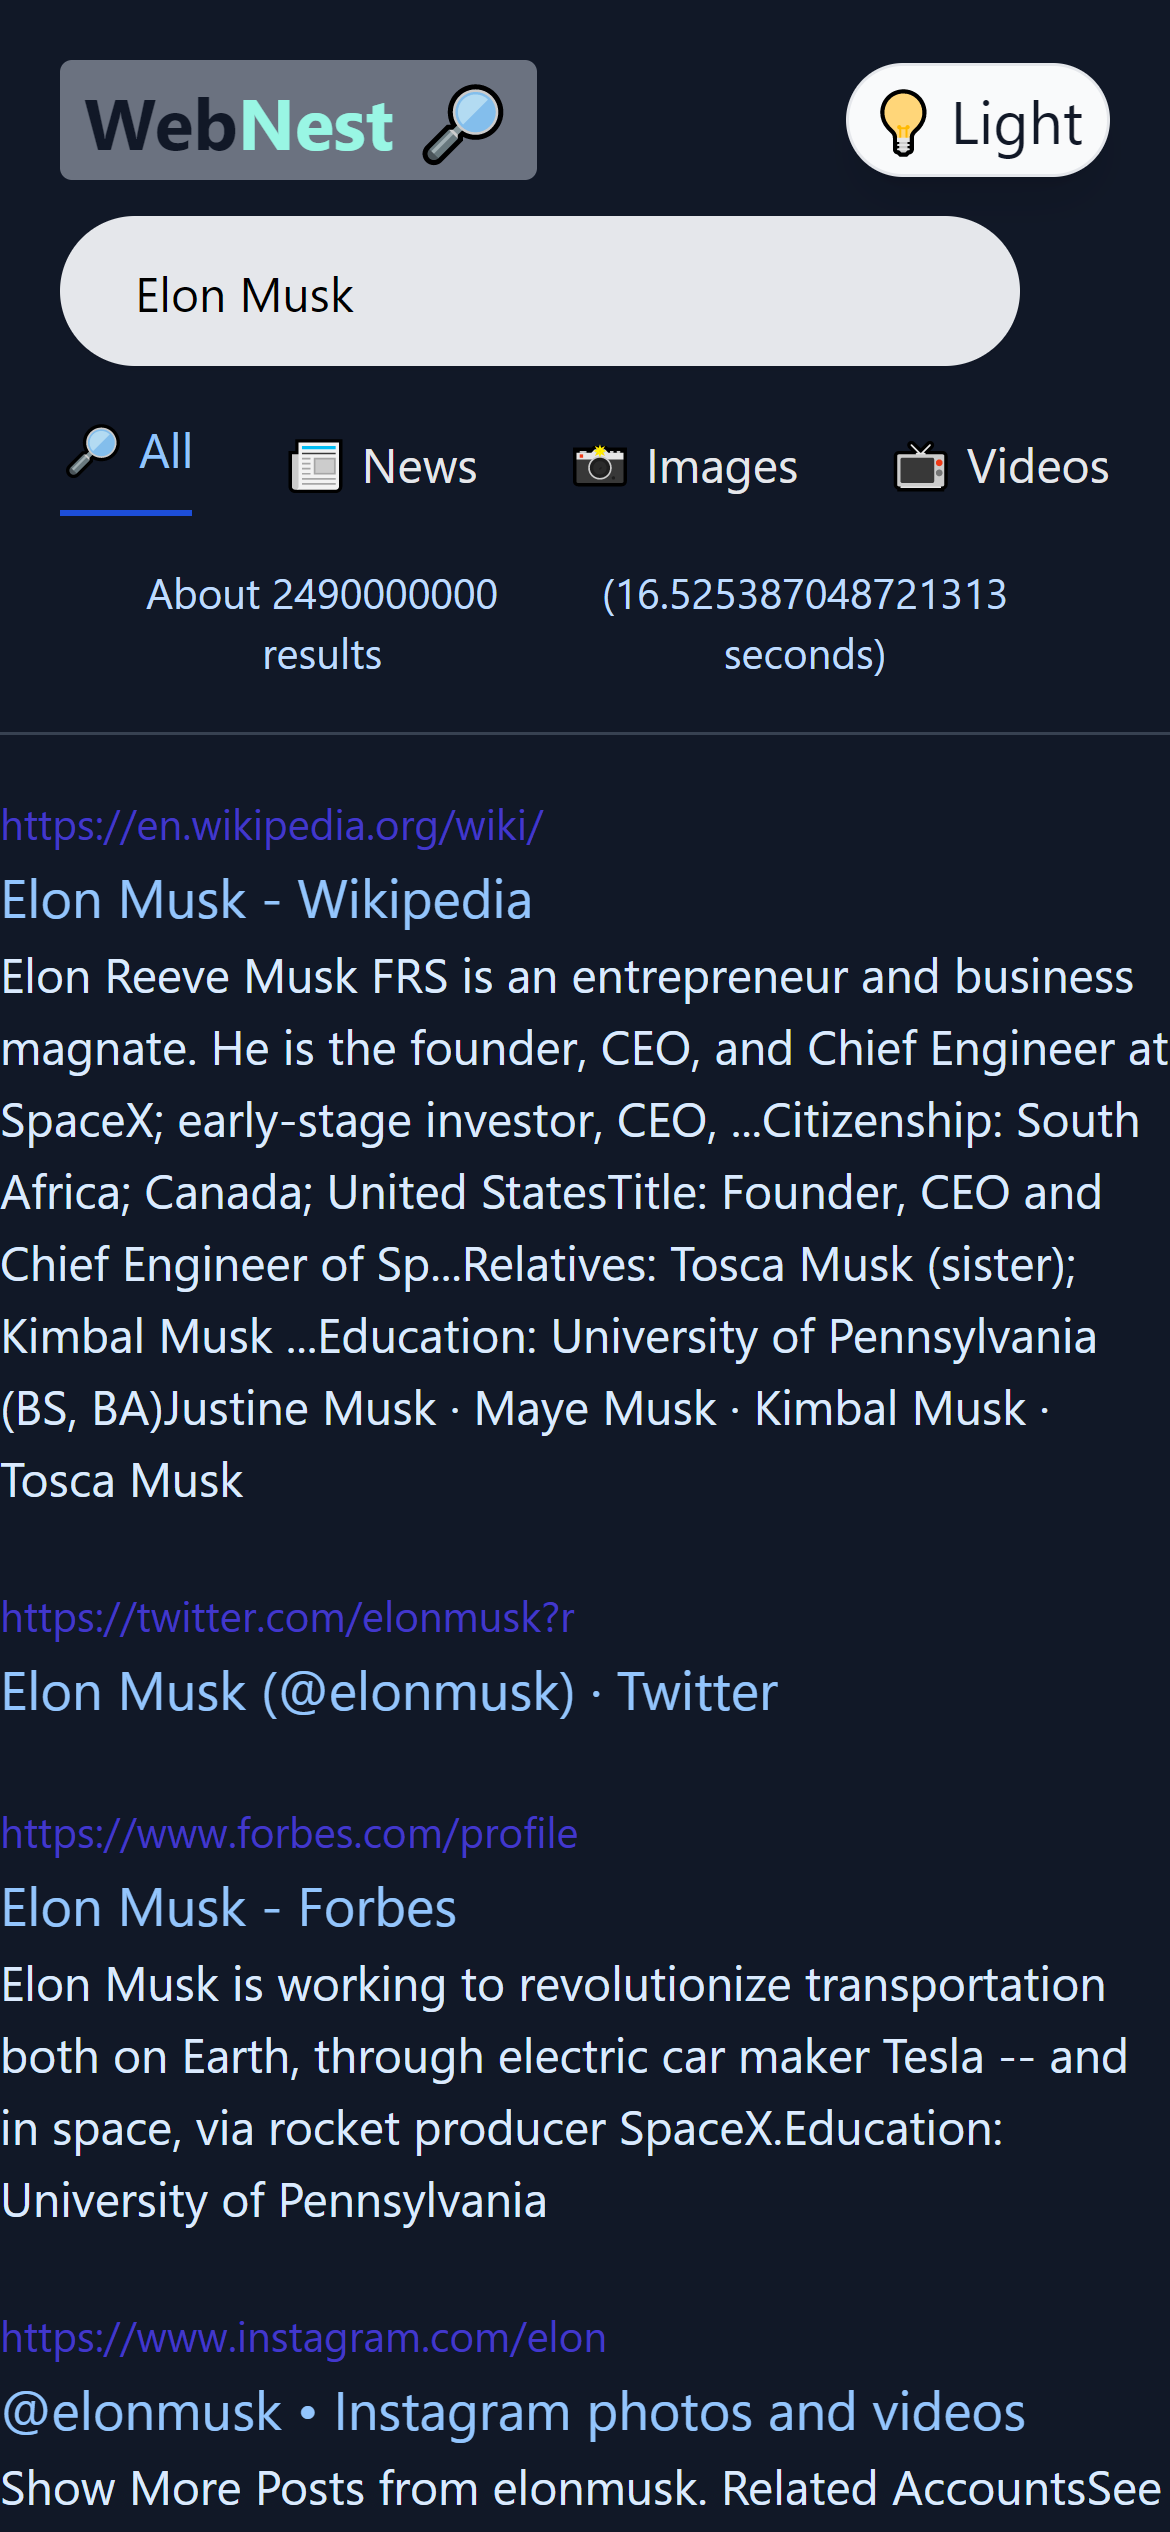 WebNest 🔎
💡 Light
Elon Musk
🔎 All 📰 News 📸 Images 📺 Videos
About 2490000000 results
(16.525387048721313 seconds)
https://en.wikipedia.org/wiki/
Elon Musk - Wikipedia
Elon Reeve Musk FRS is an entrepreneur and business
magnate. He is the founder, CEO, and Chief Engineer at
SpaceX; early-stage investor, CEO, ...Citizenship: South
Africa; Canada; United StatesTitle: Founder, CEO and
Chief Engineer of Sp...Relatives: Tosca Musk (sister);
Kimbal Musk ...Education: University of Pennsylvania
(BS, BA)Justine Musk · Maye Musk · Kimbal Musk ·
Tosca Musk
https://twitter.com/elonmusk?r
Elon Musk (@elonmusk) · Twitter
https://www.forbes.com/profile
Elon Musk - Forbes
Elon Musk is working to revolutionize transportation
both on Earth, through electric car maker Tesla -- and
in space, via rocket producer SpaceX.Education:
University of Pennsylvania
https://www.instagram.com/elon
@elonmusk • Instagram photos and videos
Show More Posts from elonmusk. Related AccountsSee